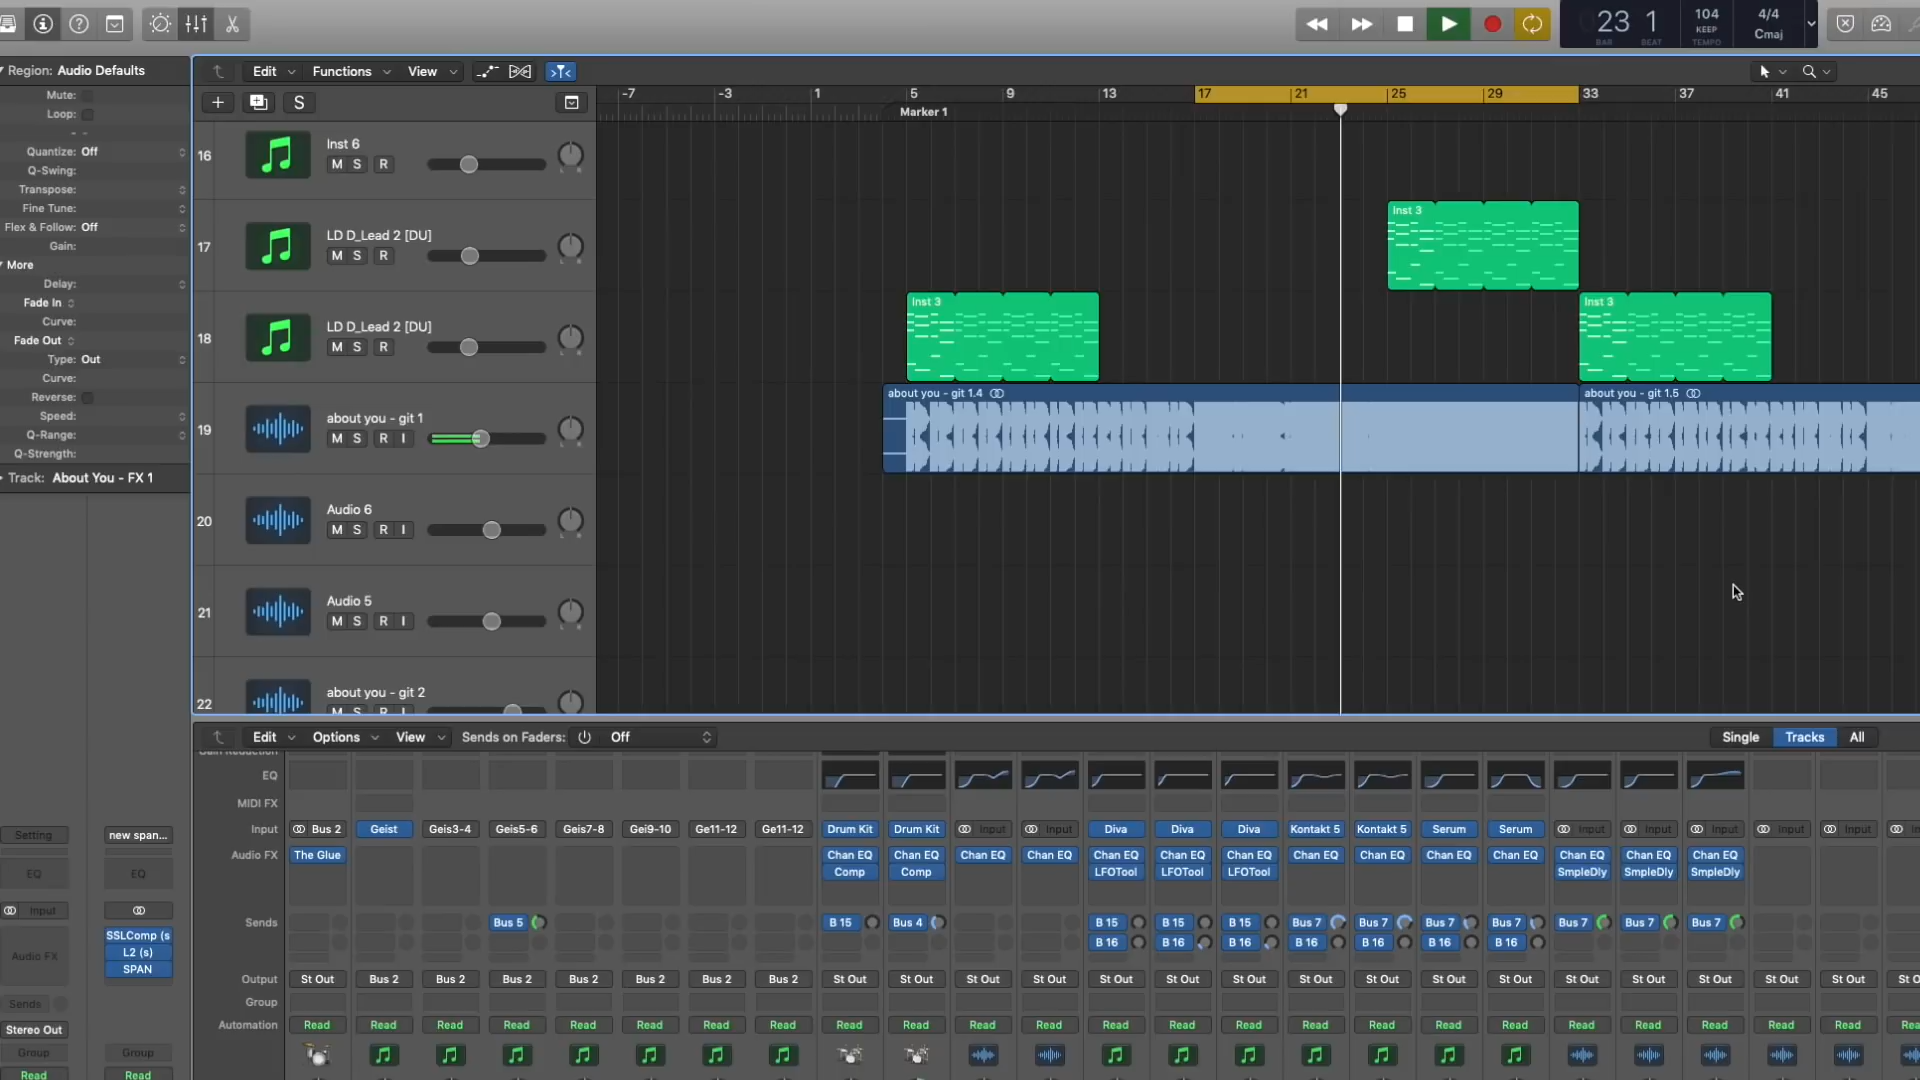 23 1
BAR BEAT
104
KEEP
TEMPO
4/4
Cmaj
Region: Audio Defaults
Mute:
Loop:
Quantize: Off
Q-Swing:
Transpose:
Fine Tune:
Flex & Follow: Off
Gain:
More
Delay:
Fade In
Curve:
Fade Out
Type: Out
Curve:
Reverse:
Speed:
Q-Range:
Q-Strength:
Track: About You - FX 1
Edit Functions View
S
-7 -3 1 5 9 13 17 21 25 29 33 37 41 45
Marker 1
16 Inst 6
M S R
17 LD D_Lead 2 [DU]
M S R
Inst 3
18 LD D_Lead 2 [DU]
M S R
Inst 3 Inst 3
19 about you - git 1
M S R I
about you - git 1.4 about you - git 1.5
20 Audio 6
M S R I
21 Audio 5
M S R I
22 about you - git 2
M S R I
Edit Options View Sends on Faders: Off Single Tracks All
Gain Reduction
EQ
MIDI FX
Input Bus 2 Geist Geis3-4 Geis5-6 Geis7-8 Gei9-10 Ge11-12 Ge11-12 Drum Kit Drum Kit Input Input Diva Diva Diva Kontakt 5 Kontakt 5 Serum Serum Input Input Input Input Input
Audio FX The Glue Chan EQ Chan EQ Chan EQ Chan EQ Chan EQ Chan EQ Chan EQ Chan EQ Chan EQ Chan EQ Chan EQ Chan EQ Chan EQ Chan EQ
Comp Comp LFOTool LFOTool LFOTool SmpleDly SmpleDly SmpleDly
Sends Bus 5 B 15 Bus 4 B 15 B 15 B 15 Bus 7 Bus 7 Bus 7 Bus 7 Bus 7 Bus 7 Bus 7
B 16 B 16 B 16 B 16 B 16 B 16 B 16
Output St Out Bus 2 Bus 2 Bus 2 Bus 2 Bus 2 Bus 2 Bus 2 St Out St Out St Out St Out St Out St Out St Out St Out St Out St Out St Out St Out St Out St Out St Out St Out
Group
Automation Read Read Read Read Read Read Read Read Read Read Read Read Read Read Read Read Read Read Read Read Read Read Read Read
Setting new span...
EQ EQ
Input
Audio FX
SSLComp (s
L2 (s)
SPAN
Sends
Stereo Out
Group Group
Read Read